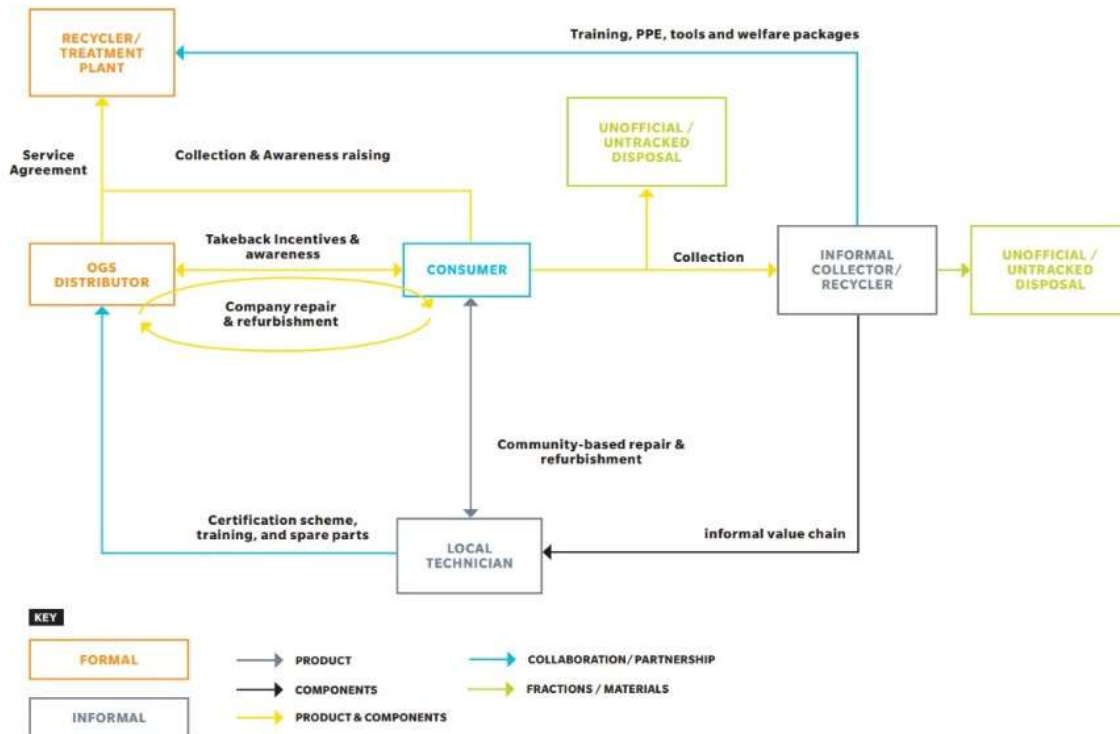 RECYCLER/
TREATMENT
PLANT
Training, PPE, tools and welfare packages
UNOFFICIAL /
UNTRACKED
DISPOSAL
Service
Agreement
Collection & Awareness raising
OGS
DISTRIBUTOR
Takeback Incentives &
awareness
CONSUMER
Collection
INFORMAL
COLLECTOR/
RECYCLER
UNOFFICIAL /
UNTRACKED
DISPOSAL
Company repair
& refurbishment
Community-based repair &
refurbishment
Certification scheme,
training, and spare parts
LOCAL
TECHNICIAN
informal value chain
KEY
FORMAL
INFORMAL
PRODUCT
COMPONENTS
PRODUCT & COMPONENTS
COLLABORATION/PARTNERSHIP
FRACTIONS / MATERIALS